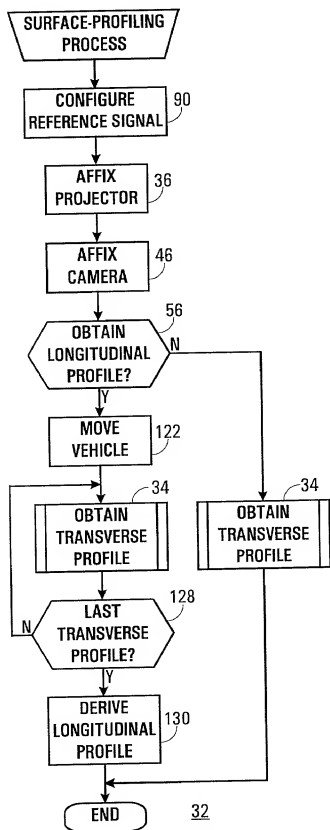 SURFACE-PROFILING
PROCESS
CONFIGURE
REFERENCE SIGNAL
90
AFFIX
PROJECTOR
36
AFFIX
CAMERA
46
56
OBTAIN
LONGITUDINAL
PROFILE?
N
Y
MOVE
VEHICLE
122
34
OBTAIN
TRANSVERSE
PROFILE
34
OBTAIN
TRANSVERSE
PROFILE
128
LAST
TRANSVERSE
PROFILE?
N
Y
DERIVE
LONGITUDINAL
PROFILE
130
END
32